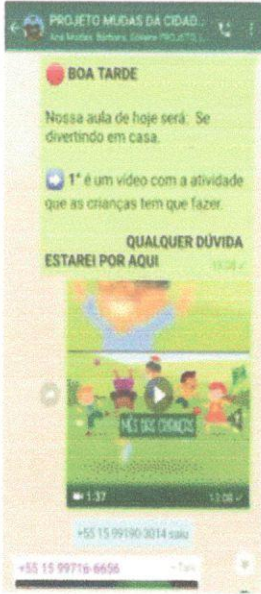 PROJETO MUDAS DA CIDAD...
BOA TARDE
Nossa aula de hoje será: Se
divertindo em casa.
1° é um vídeo com a atividade
que as crianças tem que fazer.
QUALQUER DÚVIDA
ESTAREI POR AQUI
MÊS DAS CRIANÇAS
1:37
13:08
+55 15 99190-3014 saiu
+55 15 99716-6656